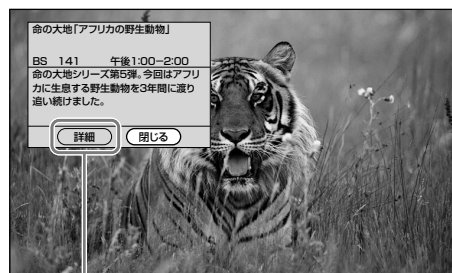 命の大地「アフリカの野生動物」
BS 141 午後1:00−2:00
命の大地シリーズ第5弾。今回はアフリ
カに生息する野生動物を3年間に渡り
追い続けました。
詳細 閉じる